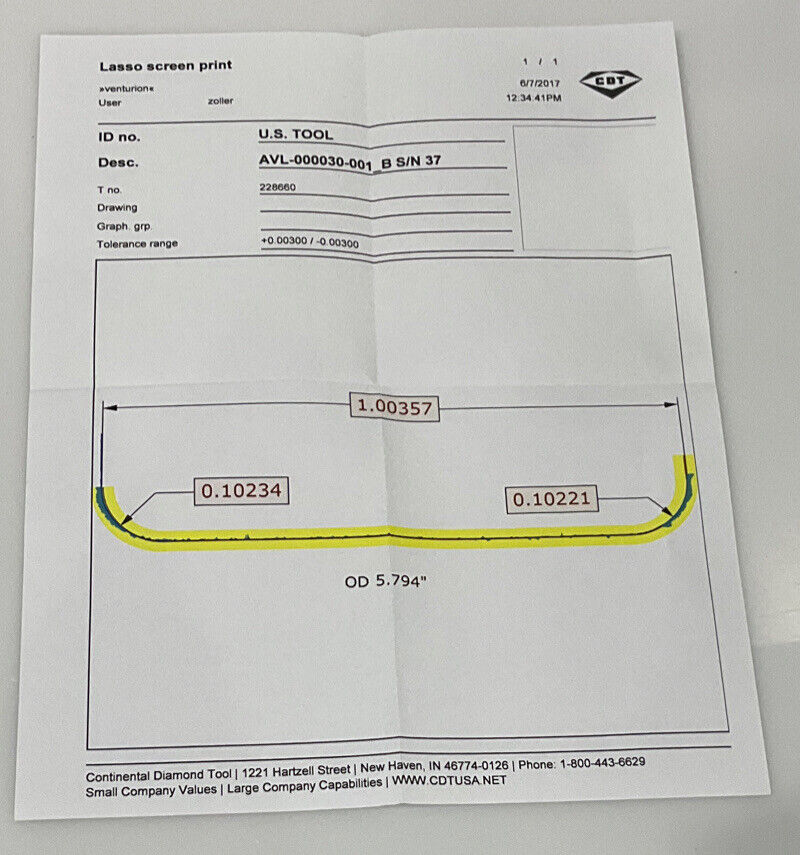 Lasso screen print
1 / 1
»venturion«
6/7/2017
CDT
User zoller
12:34:41PM
ID no. U.S. TOOL
Desc. AVL-000030-001_B S/N 37
T no. 228660
Drawing
Graph. grp.
Tolerance range +0.00300 / -0.00300
1.00357
0.10234
0.10221
OD 5.794"
Continental Diamond Tool | 1221 Hartzell Street | New Haven, IN 46774-0126 | Phone: 1-800-443-6629
Small Company Values | Large Company Capabilities | WWW.CDTUSA.NET